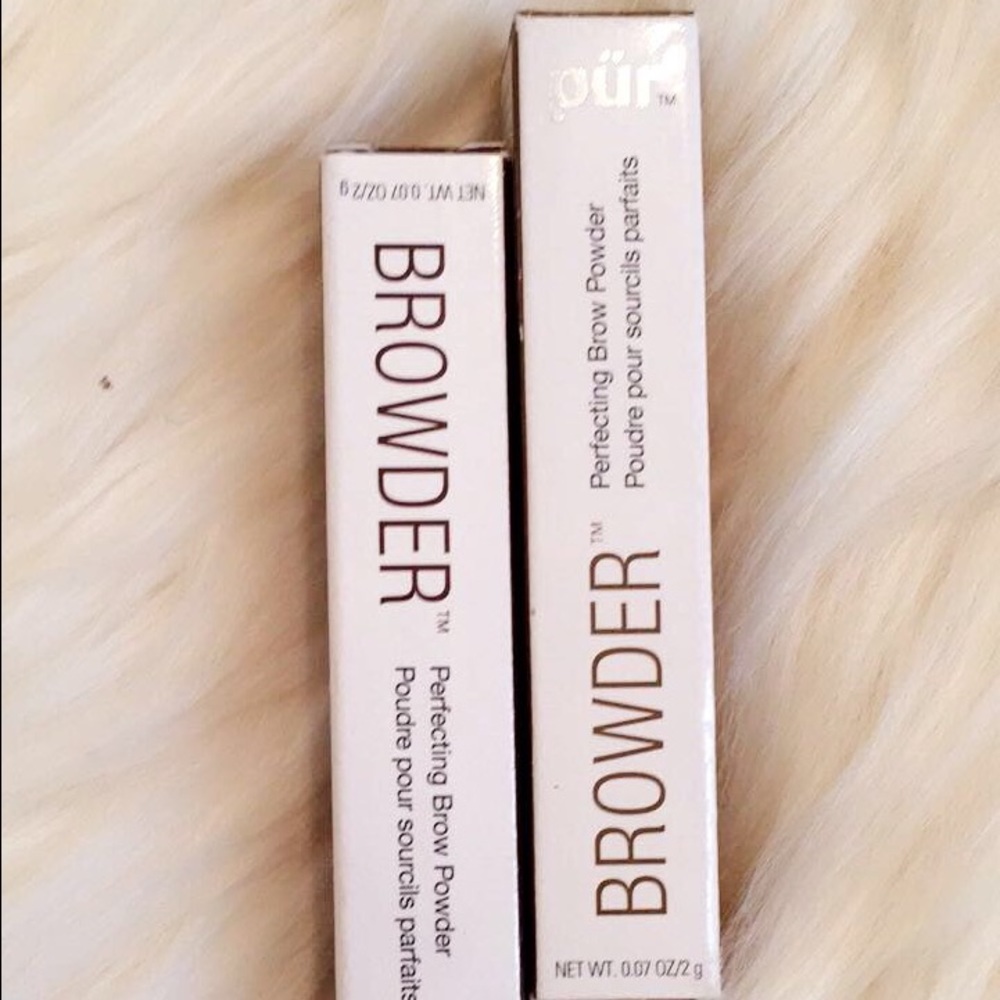 NET WT. 0.07 OZ/2 g
BROWDER™
Perfecting Brow Powder
Poudre pour sourcils parfaits
pür™
BROWDER™
Perfecting Brow Powder
Poudre pour sourcils parfaits
NET WT. 0.07 OZ/2 g